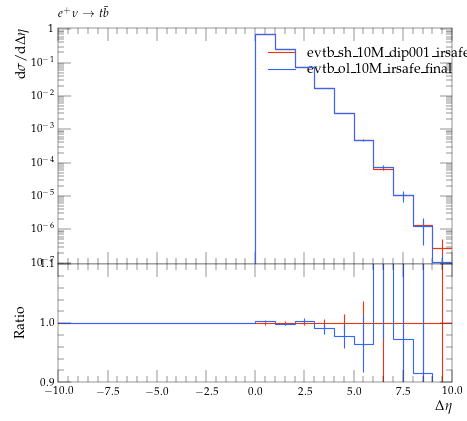 e⁺ν → tb̄
dσ/dΔη
1
10⁻¹
10⁻²
10⁻³
10⁻⁴
10⁻⁵
10⁻⁶
evtb_sh_10M_dip001_irsafe
evtb_ol_10M_irsafe_final
1.1
Ratio
1.0
0.9
−10.0 −7.5 −5.0 −2.5 0.0 2.5 5.0 7.5 10.0
Δη